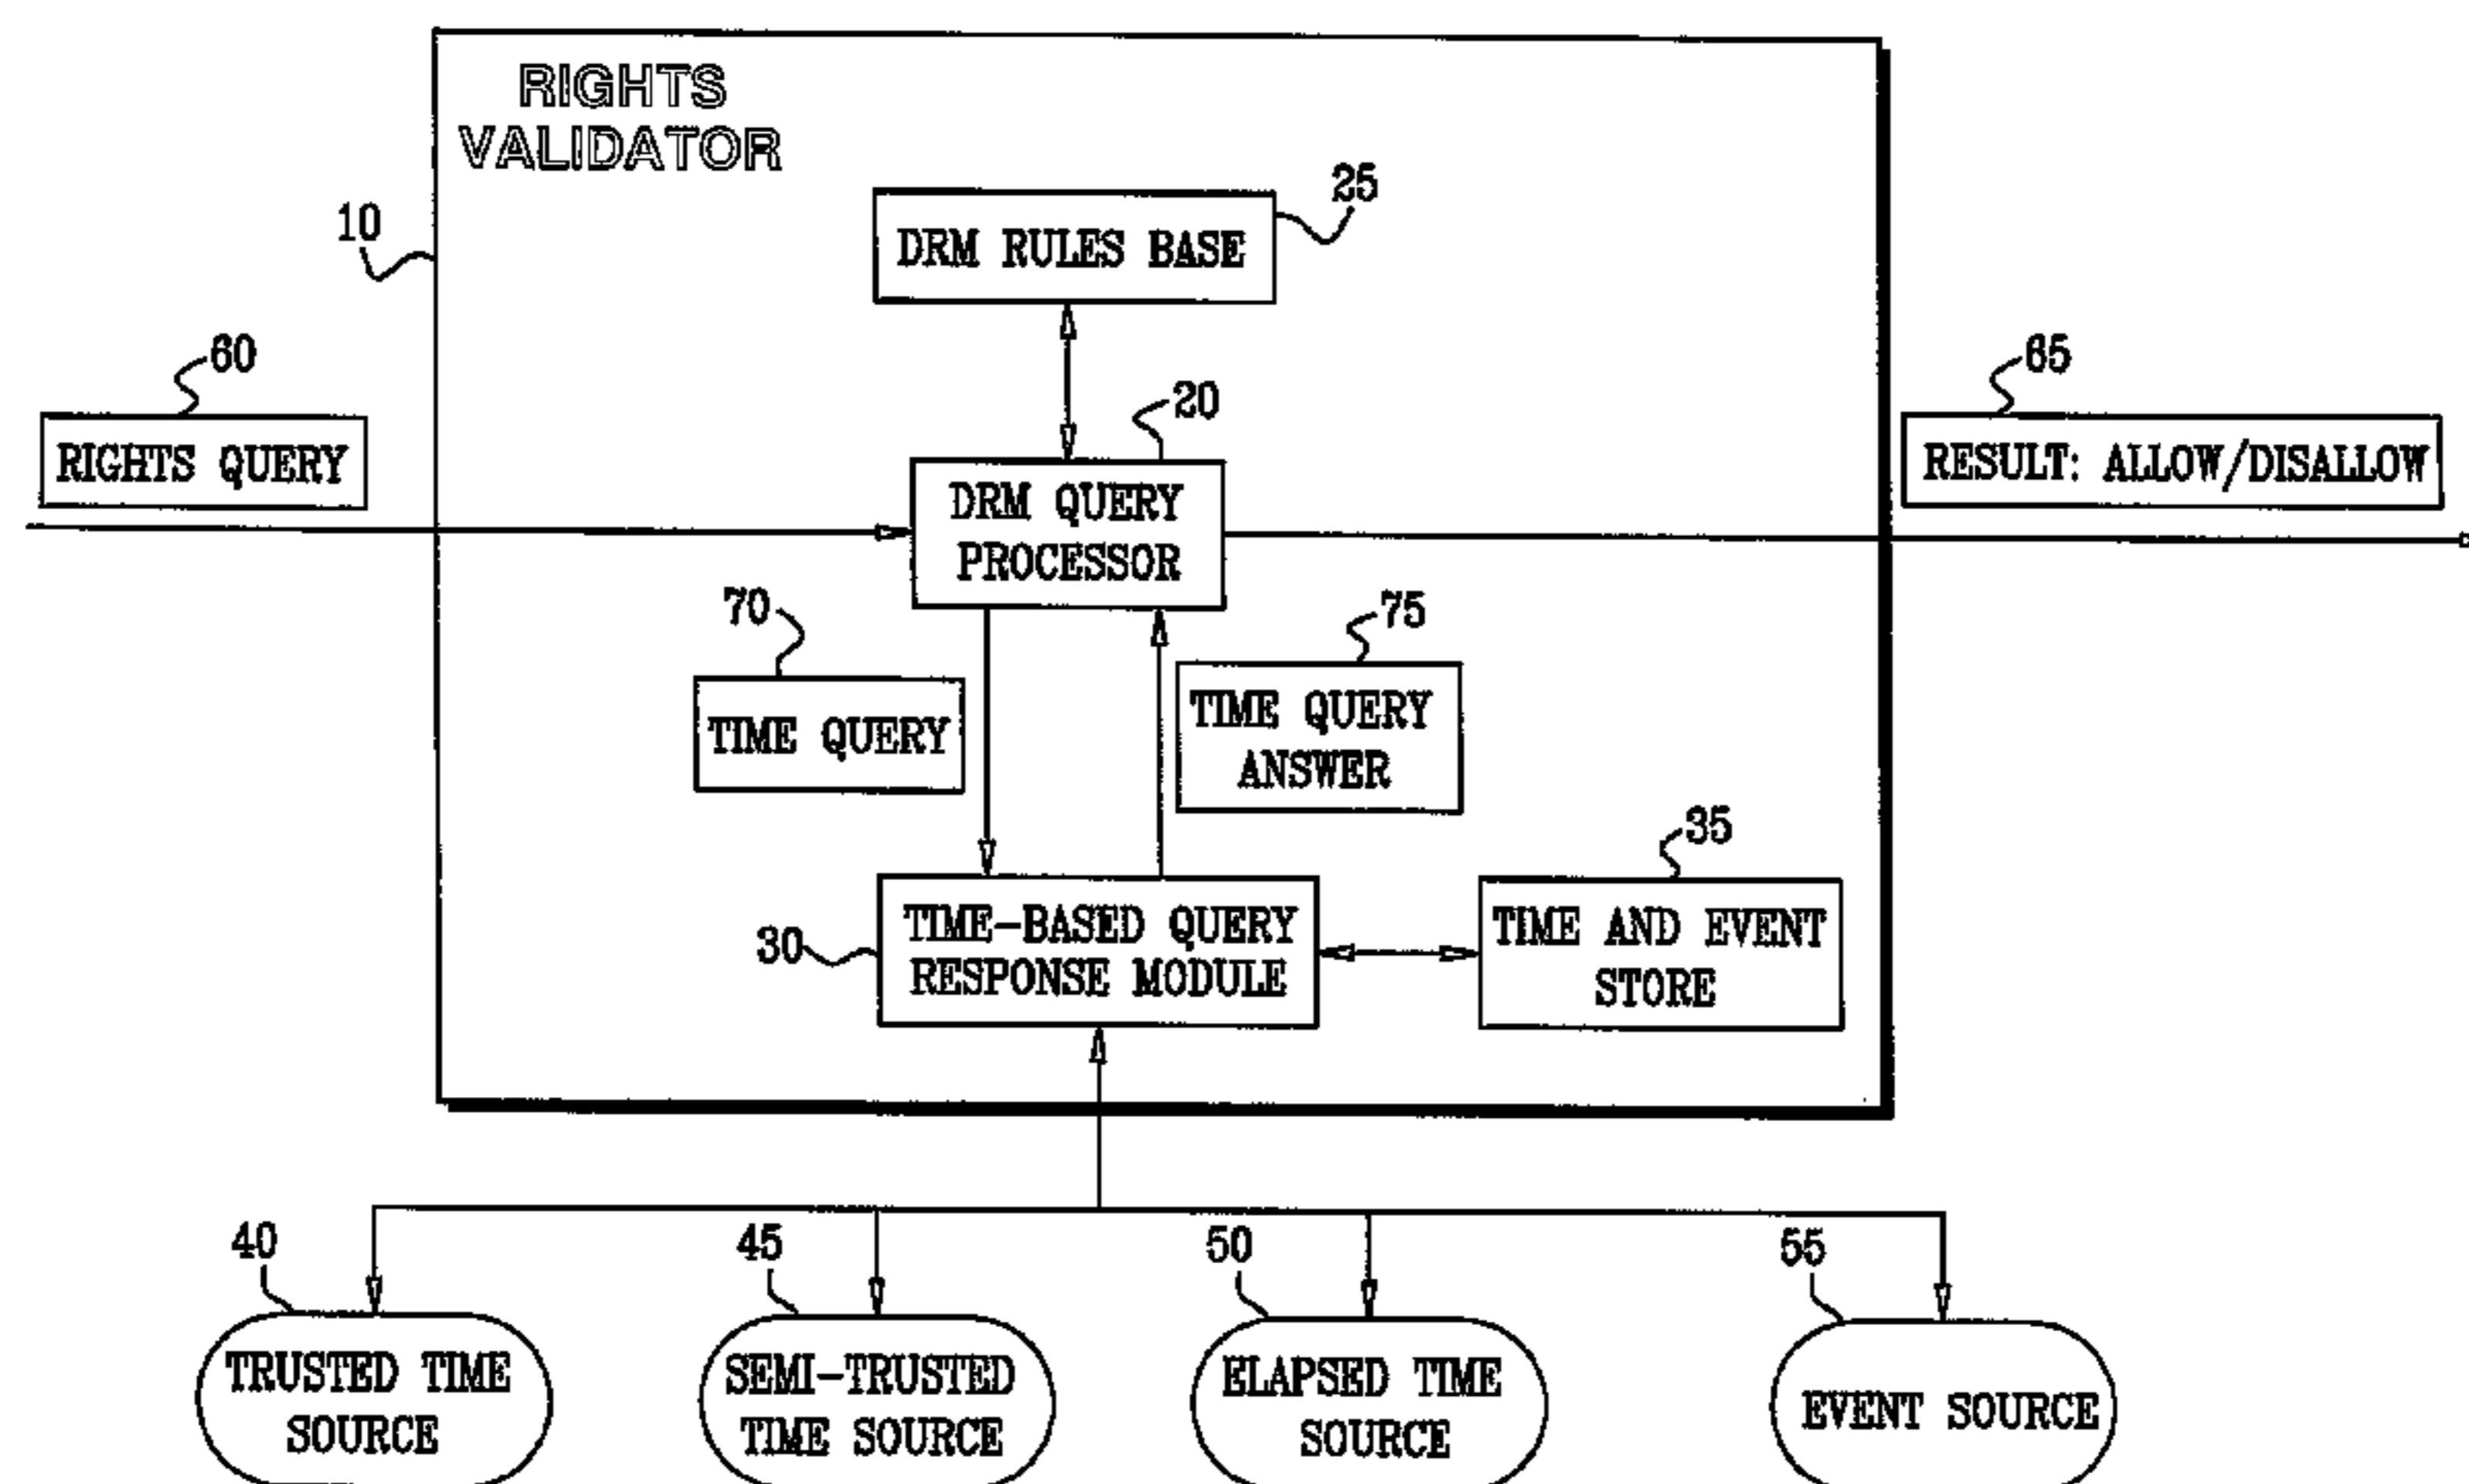 RIGHTS
VALIDATOR
25
10
DRM RULES BASE
60
65
20
RIGHTS QUERY
RESULT: ALLOW/DISALLOW
DRM QUERY
PROCESSOR
70
75
TIME QUERY
TIME QUERY
ANSWER
35
30
TIME-BASED QUERY
RESPONSE MODULE
TIME AND EVENT
STORE
40
45
50
55
TRUSTED TIME
SOURCE
SEMI-TRUSTED
TIME SOURCE
ELAPSED TIME
SOURCE
EVENT SOURCE